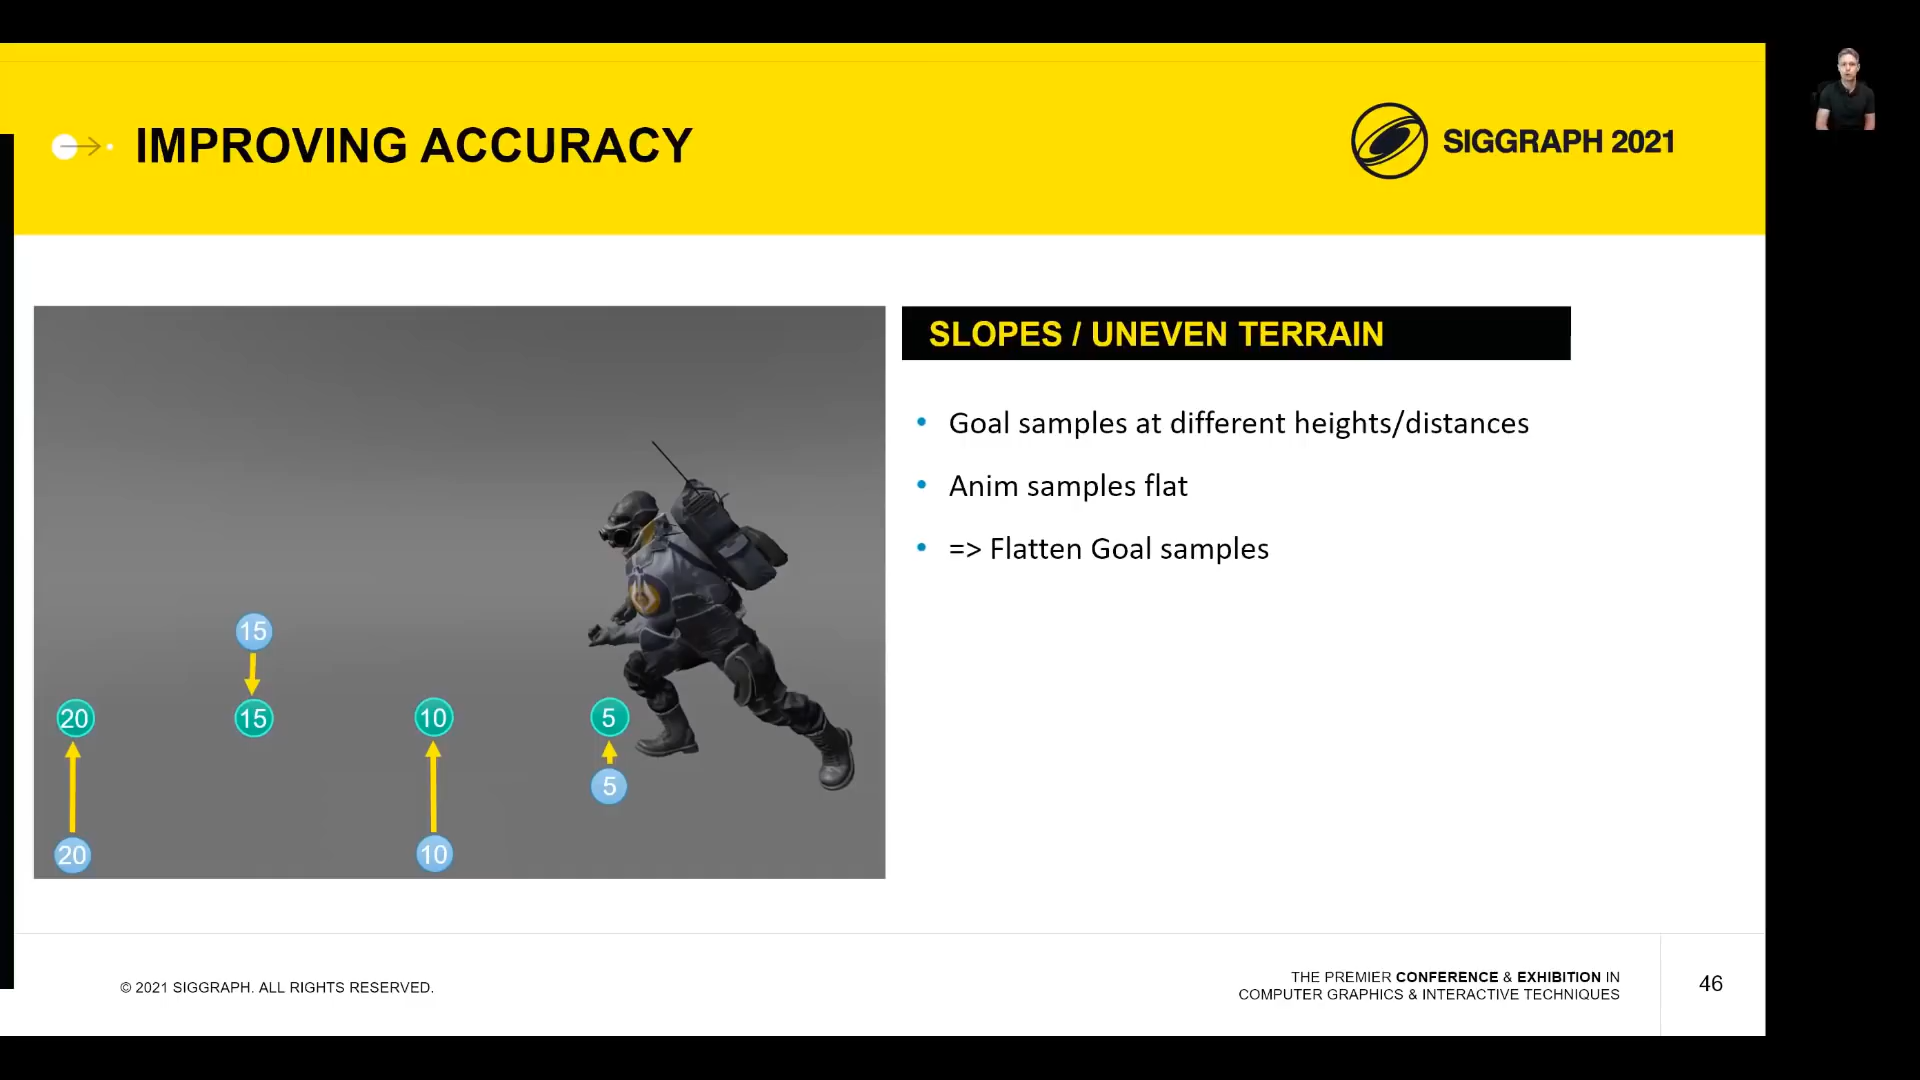 IMPROVING ACCURACY
SIGGRAPH 2021
SLOPES / UNEVEN TERRAIN
• Goal samples at different heights/distances
• Anim samples flat
• => Flatten Goal samples
15
20
15
10
5
5
20
10
© 2021 SIGGRAPH. ALL RIGHTS RESERVED.
THE PREMIER CONFERENCE & EXHIBITION IN
COMPUTER GRAPHICS & INTERACTIVE TECHNIQUES
46